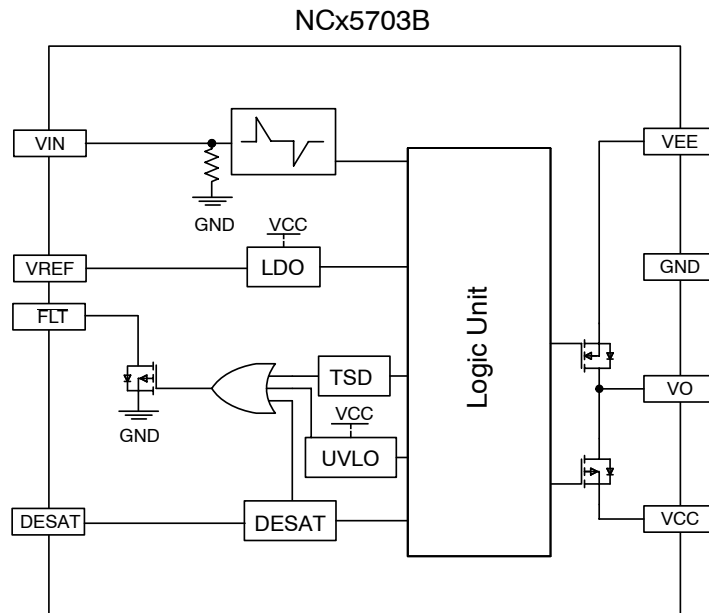 NCx5703B
VIN
GND
VEE
VCC
VREF
LDO
GND
FLT
Logic Unit
TSD
VO
GND
VCC
UVLO
DESAT
DESAT
VCC